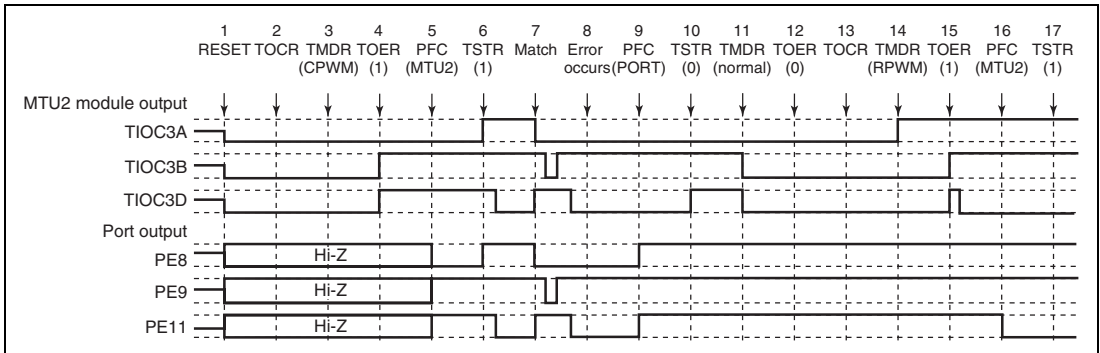 1 2 3 4 5 6 7 8 9 10 11 12 13 14 15 16 17
RESET TOCR TMDR TOER PFC TSTR Match Error PFC TSTR TMDR TOER TOCR TMDR TOER PFC TSTR
(CPWM) (1) (MTU2) (1) occurs (PORT) (0) (normal) (0) (RPWM) (1) (MTU2) (1)
MTU2 module output
TIOC3A
TIOC3B
TIOC3D
Port output
PE8 Hi-Z
PE9 Hi-Z
PE11 Hi-Z